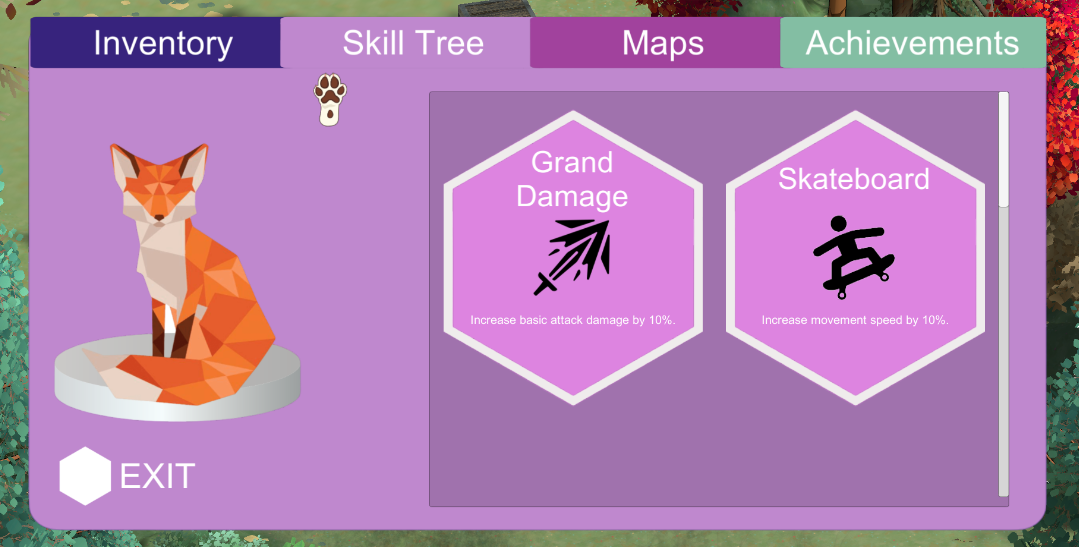 Inventory
Skill Tree
Maps
Achievements
Grand
Damage
Increase basic attack damage by 10%.
Skateboard
Increase movement speed by 10%.
EXIT